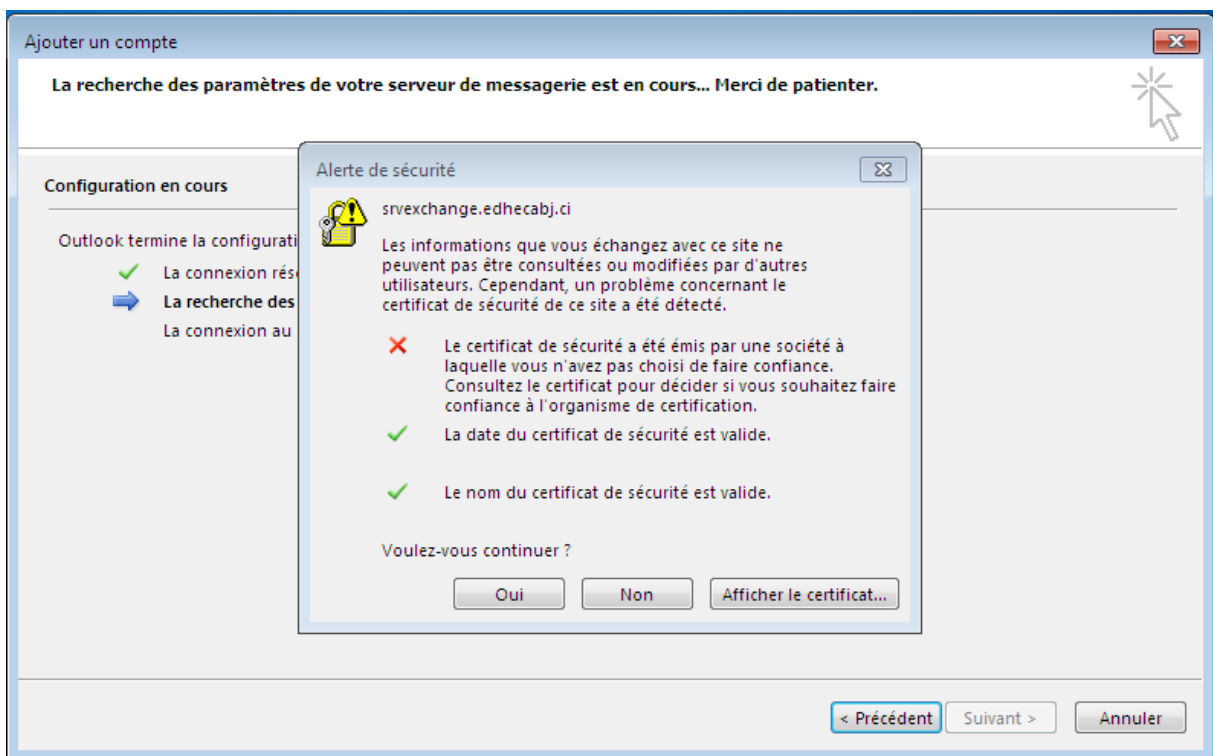 Ajouter un compte
La recherche des paramètres de votre serveur de messagerie est en cours... Merci de patienter.
Alerte de sécurité
Configuration en cours
srvexchange.edhecabj.ci
Outlook termine la configurati
Les informations que vous échangez avec ce site ne
peuvent pas être consultées ou modifiées par d'autres
utilisateurs. Cependant, un problème concernant le
certificat de sécurité de ce site a été détecté.
La connexion rés
La recherche des
La connexion au
Le certificat de sécurité a été émis par une société à
laquelle vous n'avez pas choisi de faire confiance.
Consultez le certificat pour décider si vous souhaitez faire
confiance à l'organisme de certification.
La date du certificat de sécurité est valide.
Le nom du certificat de sécurité est valide.
Voulez-vous continuer ?
Oui Non Afficher le certificat...
< Précédent Suivant > Annuler